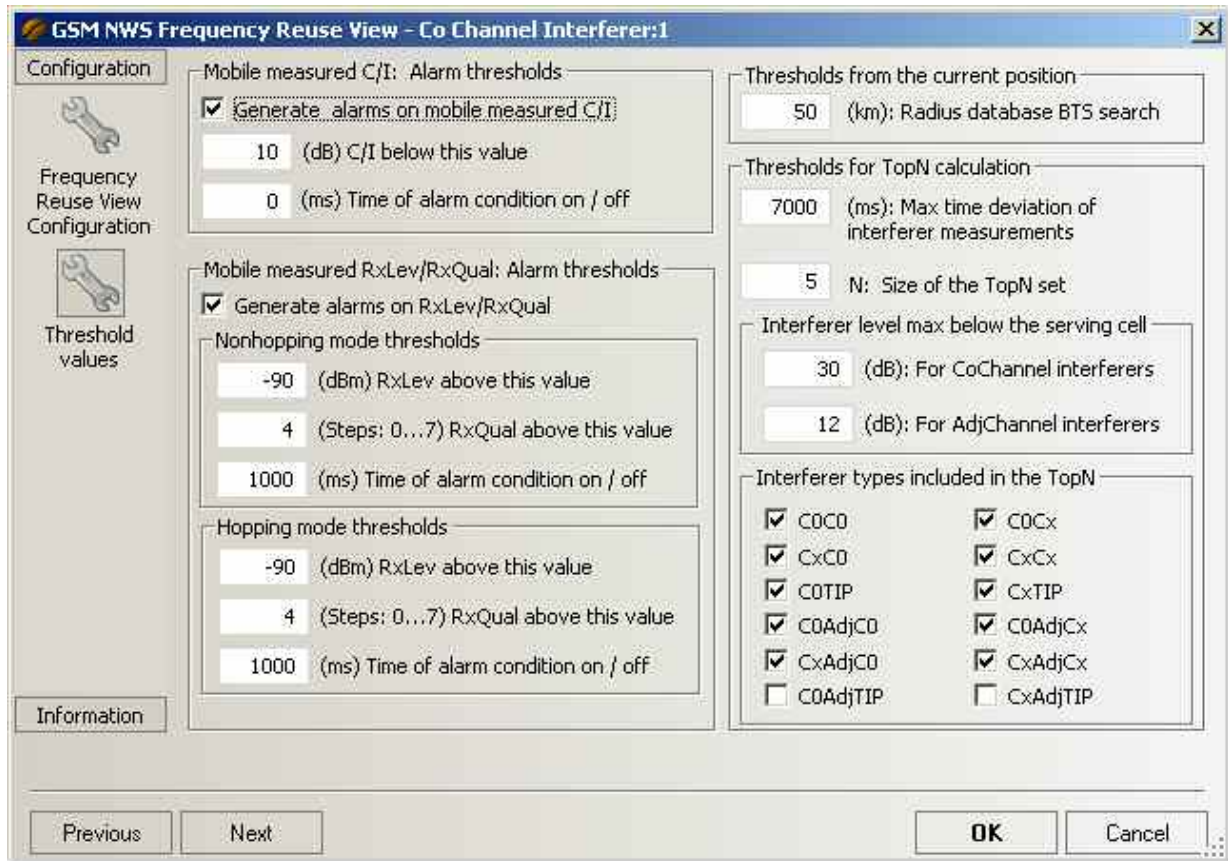 GSM NWS Frequency Reuse View - Co Channel Interferer:1
Configuration
Frequency
Reuse View
Configuration
Threshold
values
Information
Mobile measured C/I: Alarm thresholds
Generate alarms on mobile measured C/I
10 (dB) C/I below this value
0 (ms) Time of alarm condition on / off
Mobile measured RxLev/RxQual: Alarm thresholds
Generate alarms on RxLev/RxQual
Nonhopping mode thresholds
-90 (dBm) RxLev above this value
4 (Steps: 0...7) RxQual above this value
1000 (ms) Time of alarm condition on / off
Hopping mode thresholds
-90 (dBm) RxLev above this value
4 (Steps: 0...7) RxQual above this value
1000 (ms) Time of alarm condition on / off
Thresholds from the current position
50 (km): Radius database BTS search
Thresholds for TopN calculation
7000 (ms): Max time deviation of
interferer measurements
5 N: Size of the TopN set
Interferer level max below the serving cell
30 (dB): For CoChannel interferers
12 (dB): For AdjChannel interferers
Interferer types included in the TopN
C0C0 C0Cx
CxC0 CxCx
C0TIP CxTIP
C0AdjC0 C0AdjCx
CxAdjC0 CxAdjCx
C0AdjTIP CxAdjTIP
Previous Next OK Cancel